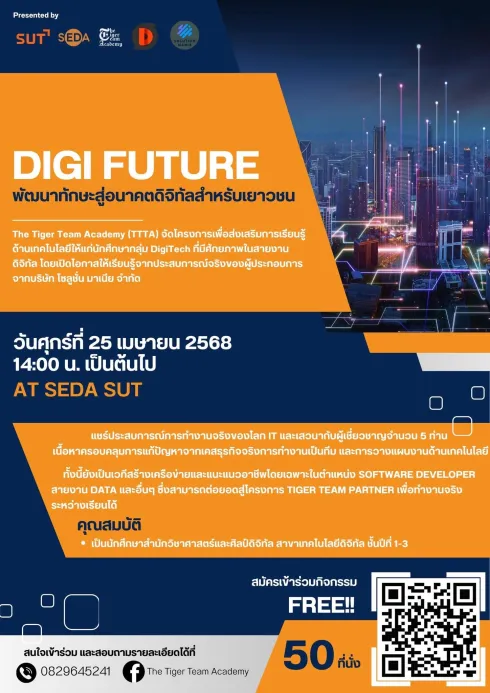 Presented by
SUT
SEDA
The
Tiger
Team
Academy
DIGI FUTURE
พัฒนาทักษะสู่อนาคตดิจิทัลสำหรับเยาวชน
The Tiger Team Academy (TTTA) จัดโครงการเพื่อส่งเสริมการเรียนรู้
ด้านเทคโนโลยีให้แก่นักศึกษากลุ่ม DigiTech ที่มีศักยภาพในสายงาน
ดิจิทัล โดยเปิดโอกาสให้เรียนรู้จากประสบการณ์จริงของผู้ประกอบการ
จากบริษัท โซลูชั่น มาเนีย จำกัด
วันศุกร์ที่ 25 เมษายน 2568
14:00 น. เป็นต้นไป
AT SEDA SUT
แชร์ประสบการณ์การทำงานจริงของโลก IT และเสวนากับผู้เชี่ยวชาญจำนวน 5 ท่าน
เนื้อหาครอบคลุมการแก้ปัญหาจากเคสธุรกิจจริงการทำงานเป็นทีม และการวางแผนงานด้านเทคโนโลยี
ทั้งนี้ยังเป็นเวทีสร้างเครือข่ายและแนะแนวอาชีพโดยเฉพาะในตำแหน่ง SOFTWARE DEVELOPER
สายงาน DATA และอื่นๆ ซึ่งสามารถต่อยอดสู่โครงการ TIGER TEAM PARTNER เพื่อทำงานจริง
ระหว่างเรียนได้
คุณสมบัติ
• เป็นนักศึกษาสำนักวิชาศาสตร์และศิลป์ดิจิทัล สาขาเทคโนโลยีดิจิทัล ชั้นปีที่ 1-3
สมัครเข้าร่วมกิจกรรม
FREE!!
50 ที่นั่ง
สนใจเข้าร่วม และสอบถามรายละเอียดได้ที่
0829645241
The Tiger Team Academy